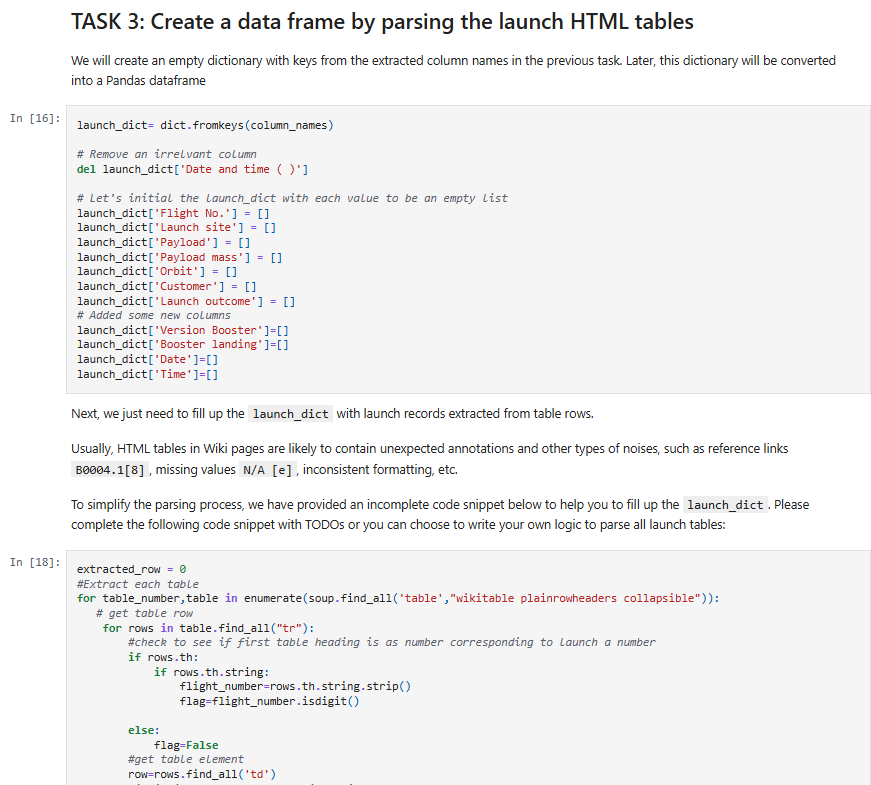 TASK 3: Create a data frame by parsing the launch HTML tables
We will create an empty dictionary with keys from the extracted column names in the previous task. Later, this dictionary will be converted
into a Pandas dataframe
In [16]:
launch_dict= dict.fromkeys(column_names)
# Remove an irrelvant column
del launch_dict['Date and time ( )']
# Let's initial the launch_dict with each value to be an empty list
launch_dict['Flight No.'] = []
launch_dict['Launch site'] = []
launch_dict['Payload'] = []
launch_dict['Payload mass'] = []
launch_dict['Orbit'] = []
launch_dict['Customer'] = []
launch_dict['Launch outcome'] = []
# Added some new columns
launch_dict['Version Booster']=[]
launch_dict['Booster landing']=[]
launch_dict['Date']=[]
launch_dict['Time']=[]
Next, we just need to fill up the launch_dict with launch records extracted from table rows.
Usually, HTML tables in Wiki pages are likely to contain unexpected annotations and other types of noises, such as reference links
B0004.1[8] , missing values N/A [e] , inconsistent formatting, etc.
To simplify the parsing process, we have provided an incomplete code snippet below to help you to fill up the launch_dict . Please
complete the following code snippet with TODOs or you can choose to write your own logic to parse all launch tables:
In [18]:
extracted_row = 0
#Extract each table
for table_number,table in enumerate(soup.find_all('table',"wikitable plainrowheaders collapsible")):
# get table row
for rows in table.find_all("tr"):
#check to see if first table heading is as number corresponding to launch a number
if rows.th:
if rows.th.string:
flight_number=rows.th.string.strip()
flag=flight_number.isdigit()
else:
flag=False
#get table element
row=rows.find_all('td')